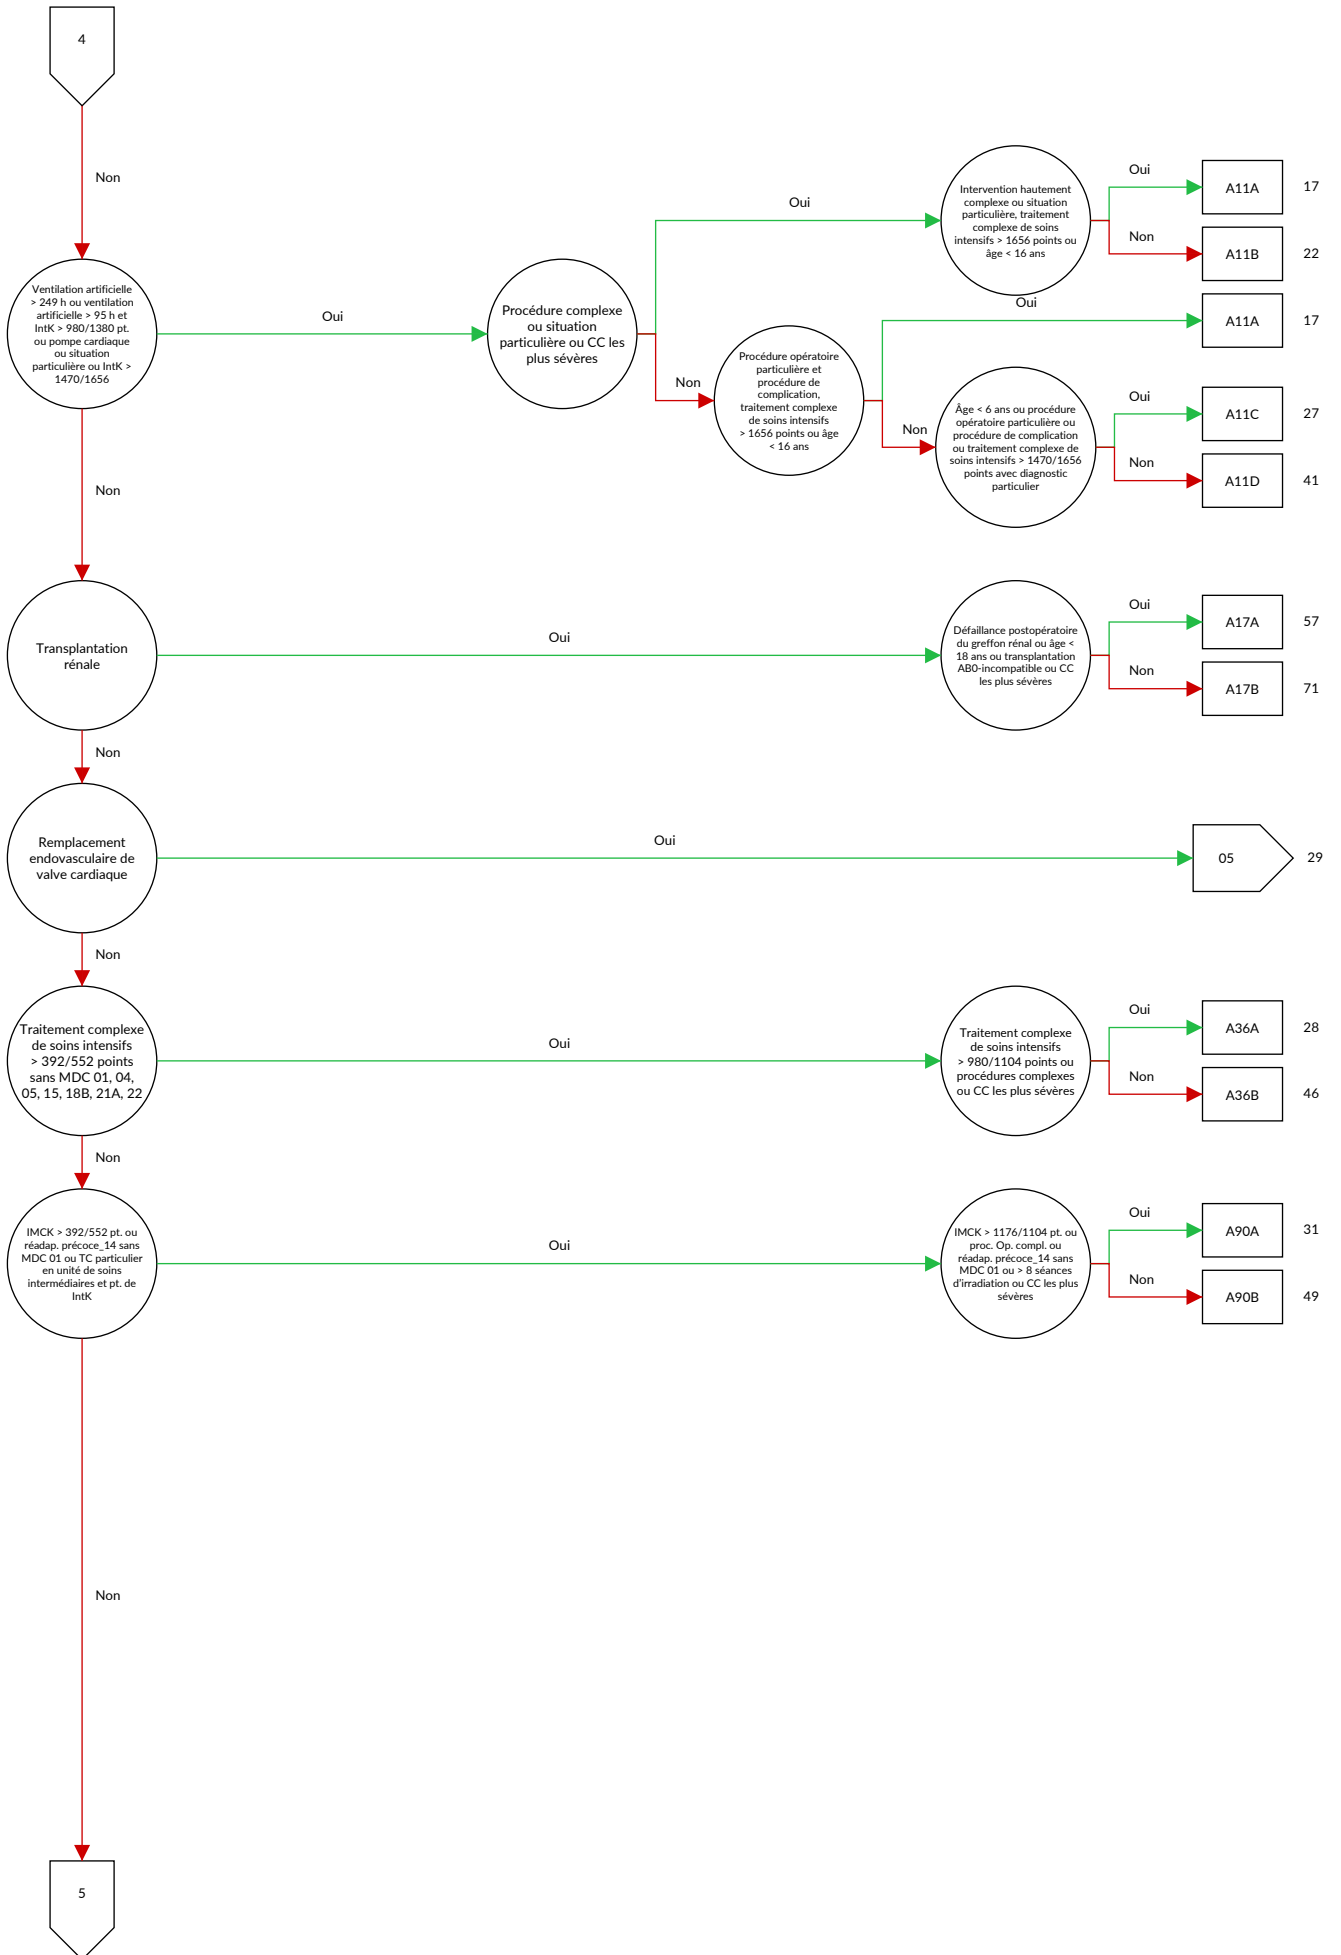 4
Non
Ventilation artificielle
> 249 h ou ventilation
artificielle > 95 h et
IntK > 980/1380 pt.
ou pompe cardiaque
ou situation
particulière ou IntK >
1470/1656
Oui
Procédure complexe
ou situation
particulière ou CC les
plus sévères
Oui
Intervention hautement
complexe ou situation
particulière, traitement
complexe de soins
intensifs > 1656 points ou
âge < 16 ans
Oui
A11A
17
Non
A11B
22
Non
Procédure opératoire
particulière et
procédure de
complication,
traitement complexe
de soins intensifs
> 1656 points ou âge
< 16 ans
Oui
A11A
17
Non
Âge < 6 ans ou procédure
opératoire particulière ou
procédure de complication
ou traitement complexe de
soins intensifs > 1470/1656
points avec diagnostic
particulier
Oui
A11C
27
Non
A11D
41
Non
Transplantation
rénale
Oui
Défaillance postopératoire
du greffon rénal ou âge <
18 ans ou transplantation
AB0-incompatible ou CC
les plus sévères
Oui
A17A
57
Non
A17B
71
Non
Remplacement
endovasculaire de
valve cardiaque
Oui
05
29
Non
Traitement complexe
de soins intensifs
> 392/552 points
sans MDC 01, 04,
05, 15, 18B, 21A, 22
Oui
Traitement complexe
de soins intensifs
> 980/1104 points ou
procédures complexes
ou CC les plus sévères
Oui
A36A
28
Non
A36B
46
Non
IMCK > 392/552 pt. ou
réadap. précoce_14 sans
MDC 01 ou TC particulier
en unité de soins
intermédiaires et pt. de
IntK
Oui
IMCK > 1176/1104 pt. ou
proc. Op. compl. ou
réadap. précoce_14 sans
MDC 01 ou > 8 séances
d'irradiation ou CC les plus
sévères
Oui
A90A
31
Non
A90B
49
Non
5